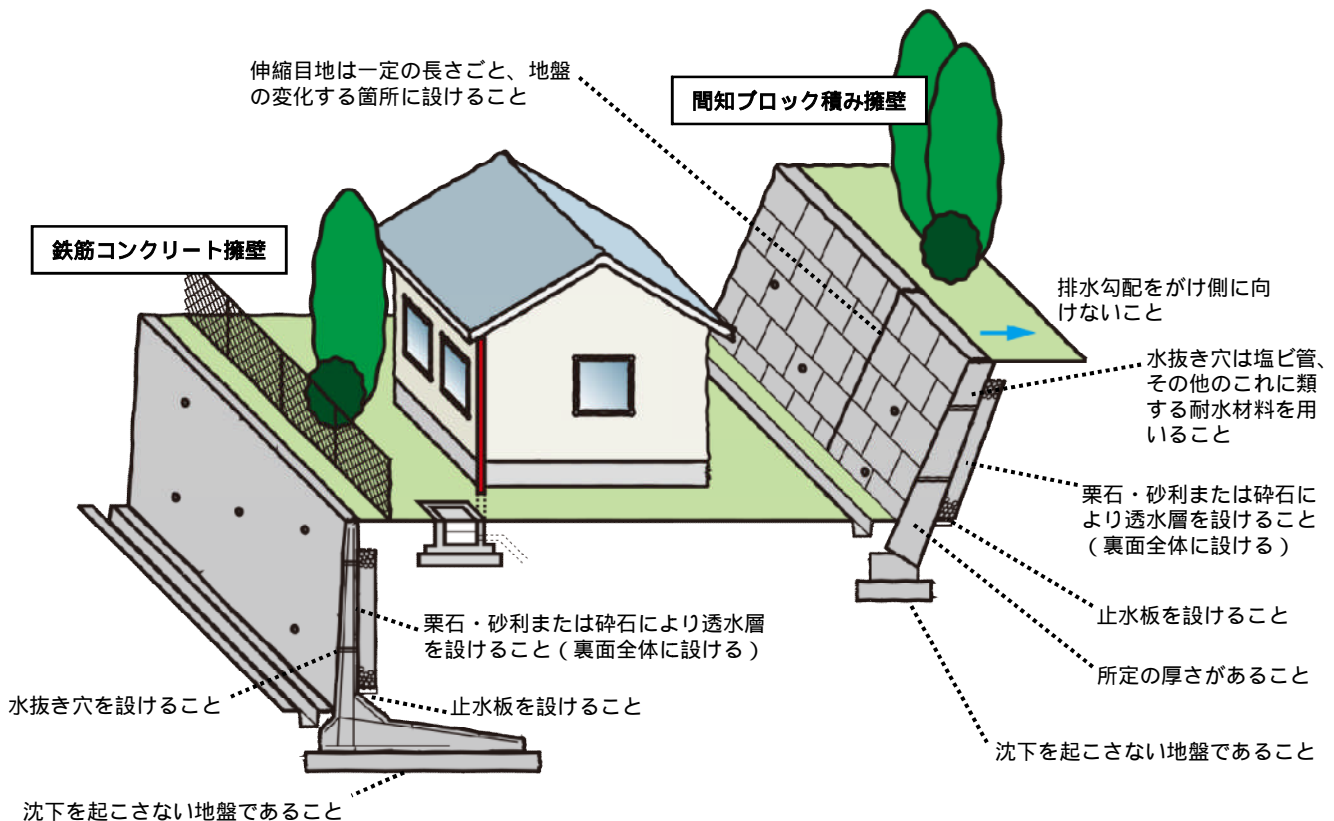 伸縮目地は一定の長さごと、地盤
の変化する箇所に設けること
間知ブロック積み擁壁
鉄筋コンクリート擁壁
排水勾配をがけ側に向
けないこと
水抜き穴は塩ビ管、
その他のこれに類
する耐水材料を用
いること
栗石・砂利または砕石に
より透水層を設けること
（裏面全体に設ける）
止水板を設けること
所定の厚さがあること
沈下を起こさない地盤であること
栗石・砂利または砕石により透水層
を設けること（裏面全体に設ける）
水抜き穴を設けること
止水板を設けること
沈下を起こさない地盤であること